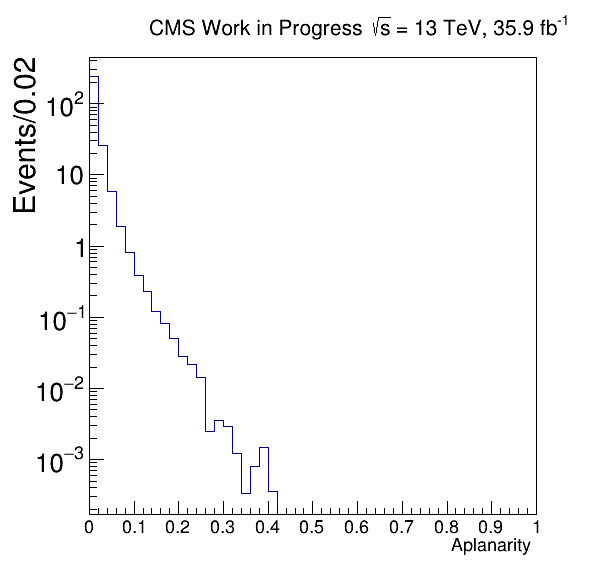 CMS Work in Progress √s = 13 TeV, 35.9 fb⁻¹
Events/0.02
10²
10
1
10⁻¹
10⁻²
10⁻³
0 0.1 0.2 0.3 0.4 0.5 0.6 0.7 0.8 0.9 1
Aplanarity